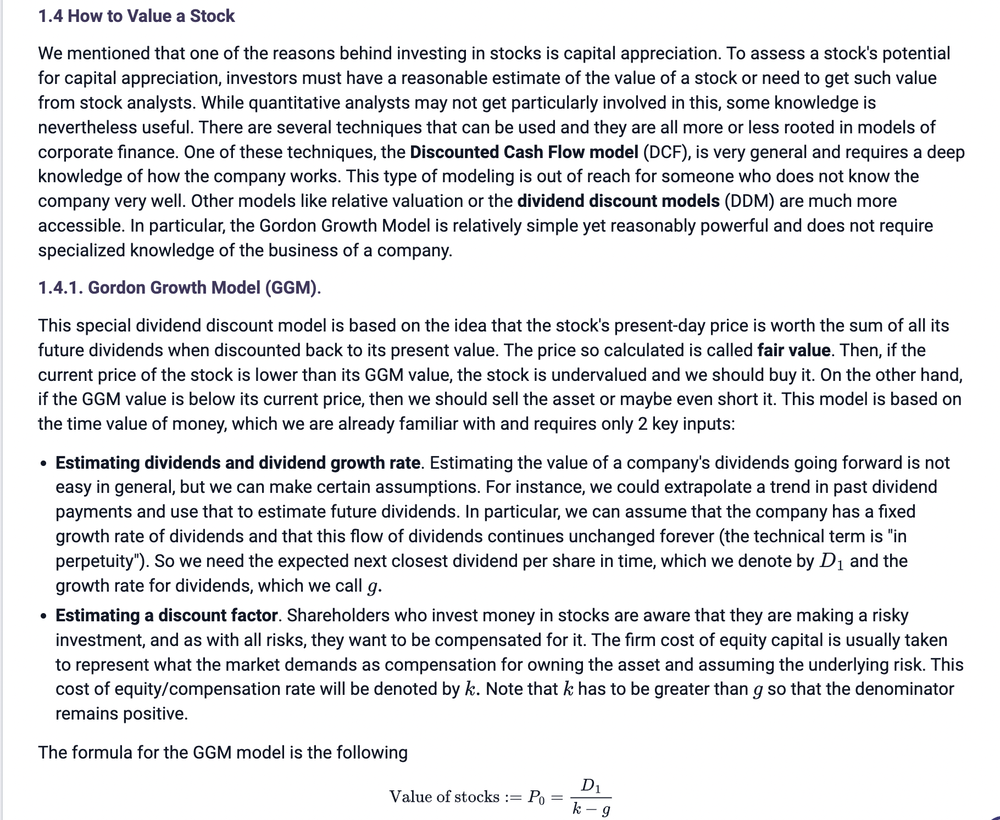 1.4 How to Value a Stock
We mentioned that one of the reasons behind investing in stocks is capital appreciation. To assess a stock's potential
for capital appreciation, investors must have a reasonable estimate of the value of a stock or need to get such value
from stock analysts. While quantitative analysts may not get particularly involved in this, some knowledge is
nevertheless useful. There are several techniques that can be used and they are all more or less rooted in models of
corporate finance. One of these techniques, the Discounted Cash Flow model (DCF), is very general and requires a deep
knowledge of how the company works. This type of modeling is out of reach for someone who does not know the
company very well. Other models like relative valuation or the dividend discount models (DDM) are much more
accessible. In particular, the Gordon Growth Model is relatively simple yet reasonably powerful and does not require
specialized knowledge of the business of a company.
1.4.1. Gordon Growth Model (GGM).
This special dividend discount model is based on the idea that the stock's present-day price is worth the sum of all its
future dividends when discounted back to its present value. The price so calculated is called fair value. Then, if the
current price of the stock is lower than its GGM value, the stock is undervalued and we should buy it. On the other hand,
if the GGM value is below its current price, then we should sell the asset or maybe even short it. This model is based on
the time value of money, which we are already familiar with and requires only 2 key inputs:
• Estimating dividends and dividend growth rate. Estimating the value of a company's dividends going forward is not
easy in general, but we can make certain assumptions. For instance, we could extrapolate a trend in past dividend
payments and use that to estimate future dividends. In particular, we can assume that the company has a fixed
growth rate of dividends and that this flow of dividends continues unchanged forever (the technical term is "in
perpetuity"). So we need the expected next closest dividend per share in time, which we denote by D₁ and the
growth rate for dividends, which we call g.
• Estimating a discount factor. Shareholders who invest money in stocks are aware that they are making a risky
investment, and as with all risks, they want to be compensated for it. The firm cost of equity capital is usually taken
to represent what the market demands as compensation for owning the asset and assuming the underlying risk. This
cost of equity/compensation rate will be denoted by k. Note that k has to be greater than g so that the denominator
remains positive.
The formula for the GGM model is the following
Value of stocks := P₀ = D₁ / (k − g)